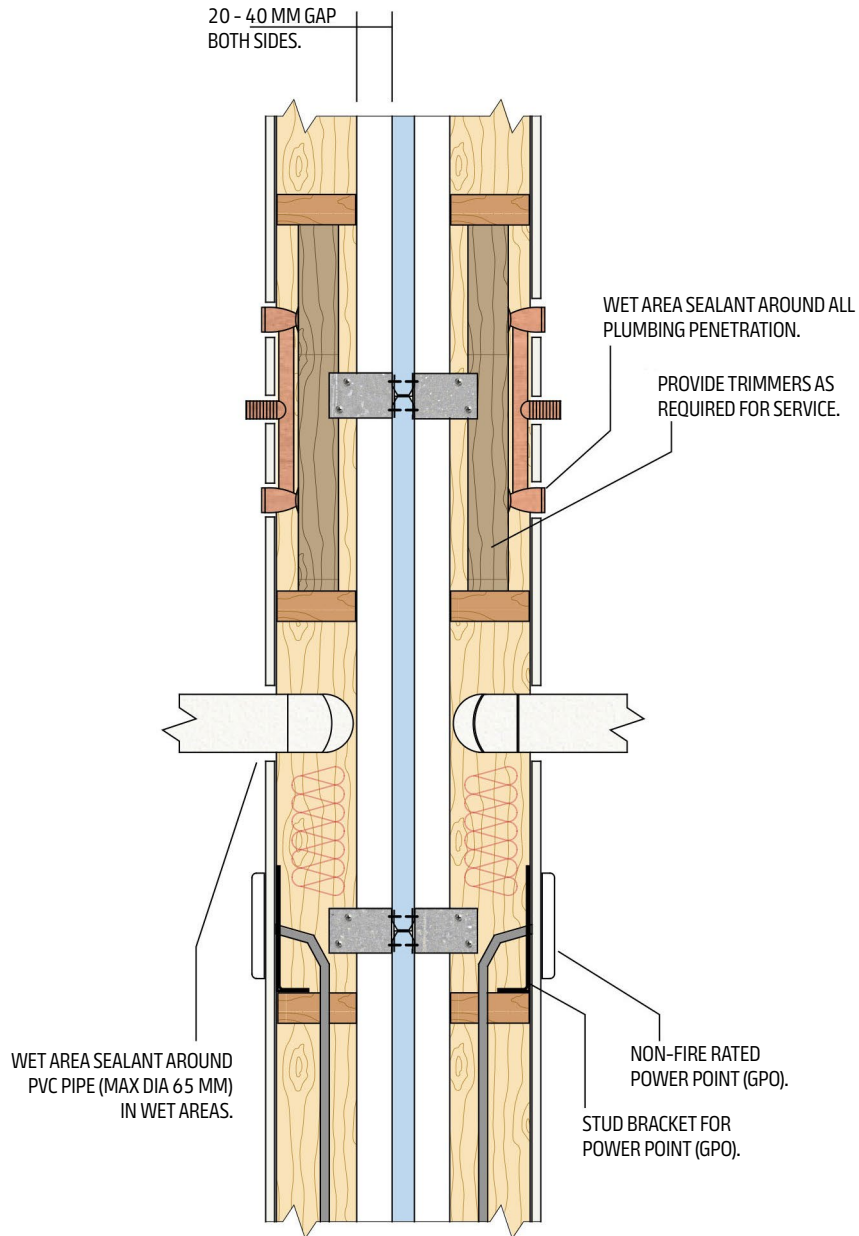 20 - 40 MM GAP
BOTH SIDES.
WET AREA SEALANT AROUND ALL
PLUMBING PENETRATION.
PROVIDE TRIMMERS AS
REQUIRED FOR SERVICE.
WET AREA SEALANT AROUND
PVC PIPE (MAX DIA 65 MM)
IN WET AREAS.
NON-FIRE RATED
POWER POINT (GPO).
STUD BRACKET FOR
POWER POINT (GPO).